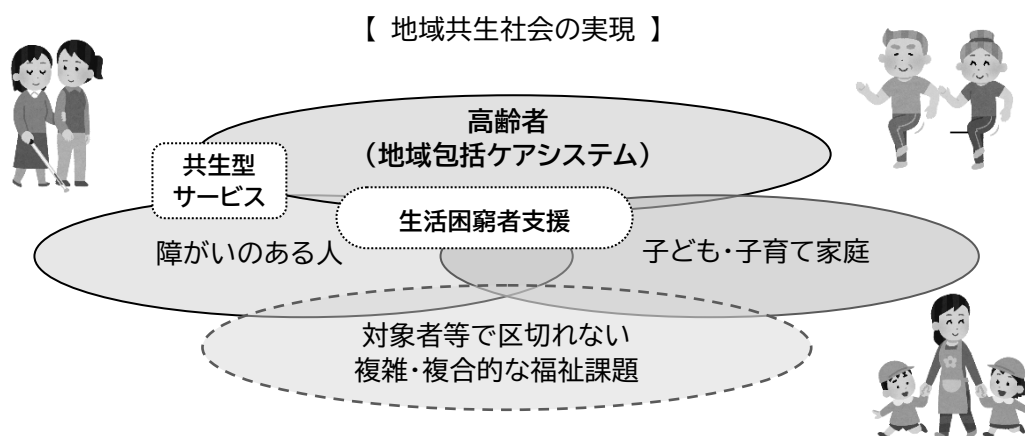 【 地域共生社会の実現 】
高齢者
（地域包括ケアシステム）
共生型
サービス
生活困窮者支援
障がいのある人
子ども・子育て家庭
対象者等で区切れない
複雑・複合的な福祉課題